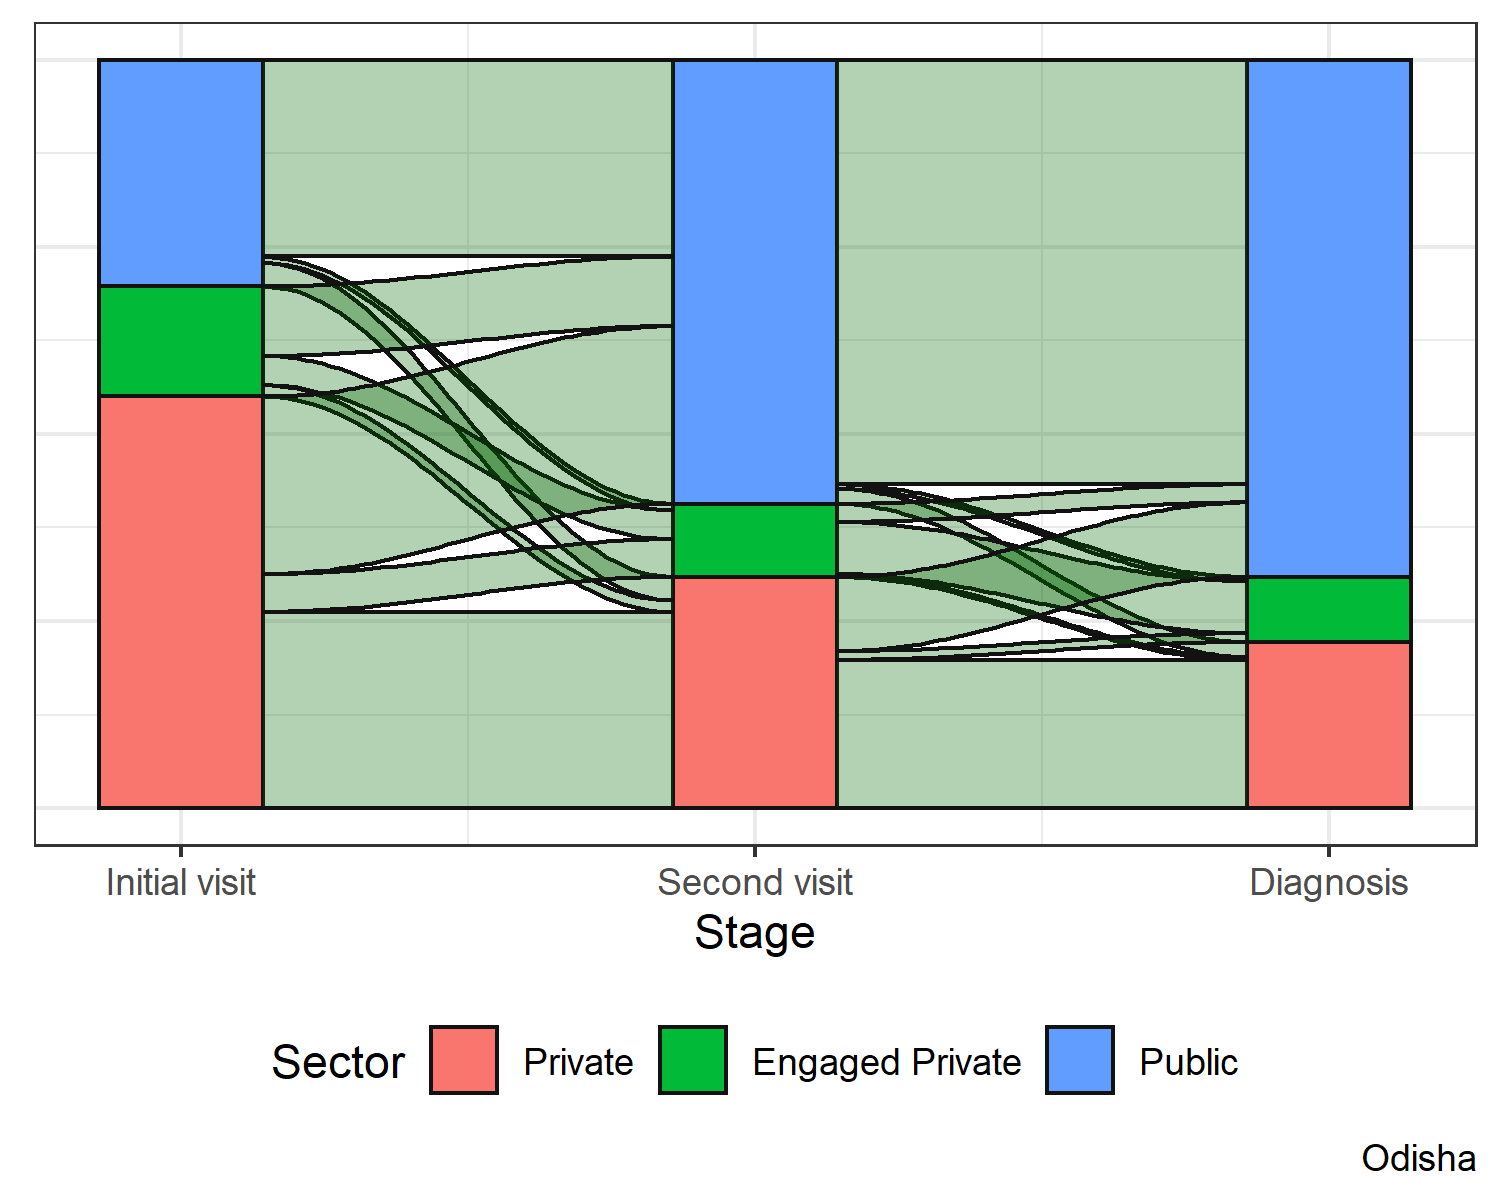 Initial visit Second visit Diagnosis
Stage
Sector Private Engaged Private Public
Odisha